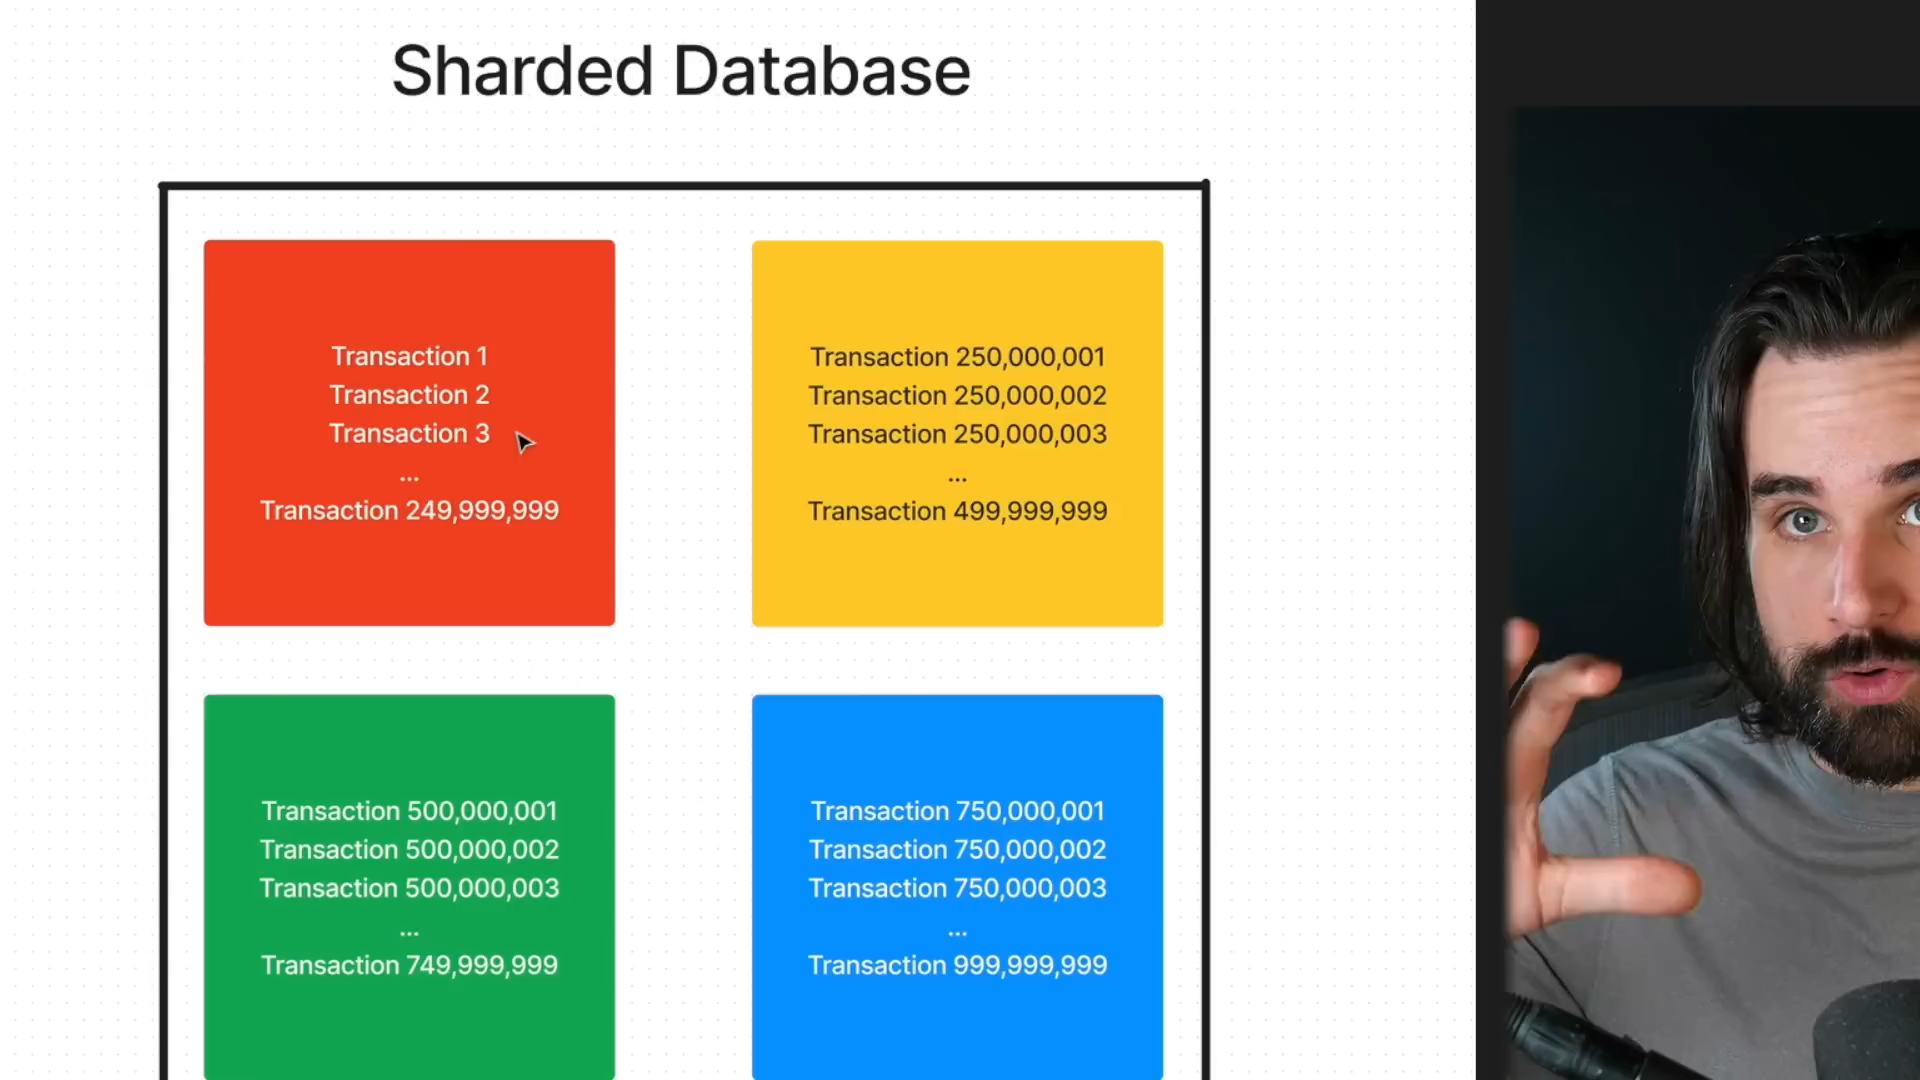 Sharded Database
Transaction 1
Transaction 2
Transaction 3
...
Transaction 249,999,999
Transaction 250,000,001
Transaction 250,000,002
Transaction 250,000,003
...
Transaction 499,999,999
Transaction 500,000,001
Transaction 500,000,002
Transaction 500,000,003
...
Transaction 749,999,999
Transaction 750,000,001
Transaction 750,000,002
Transaction 750,000,003
...
Transaction 999,999,999